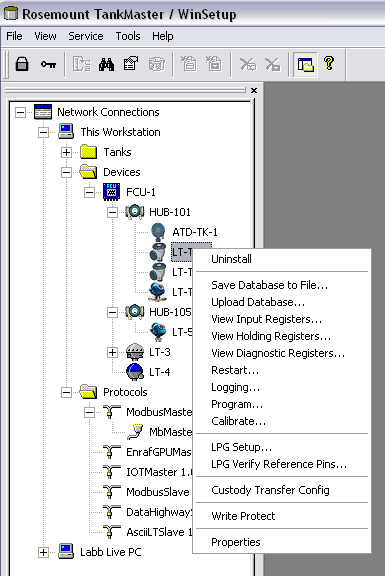 Rosemount TankMaster / WinSetup
File View Service Tools Help
Network Connections
This Workstation
Tanks
Devices
FCU
FCU-1
HUB-101
ATD-TK-1
LT-T
LT-T
LT-T
HUB-105
LT-5
LT-3
LT-4
Protocols
ModbusMaste
MbMaste
EnrafGPUMas
IOTMaster 1.
ModbusSlave
DataHighwayS
AsciiLTSlave 1
Labb Live PC
Uninstall
Save Database to File...
Upload Database...
View Input Registers...
View Holding Registers...
View Diagnostic Registers...
Restart...
Logging...
Program...
Calibrate...
LPG Setup...
LPG Verify Reference Pins...
Custody Transfer Config
Write Protect
Properties